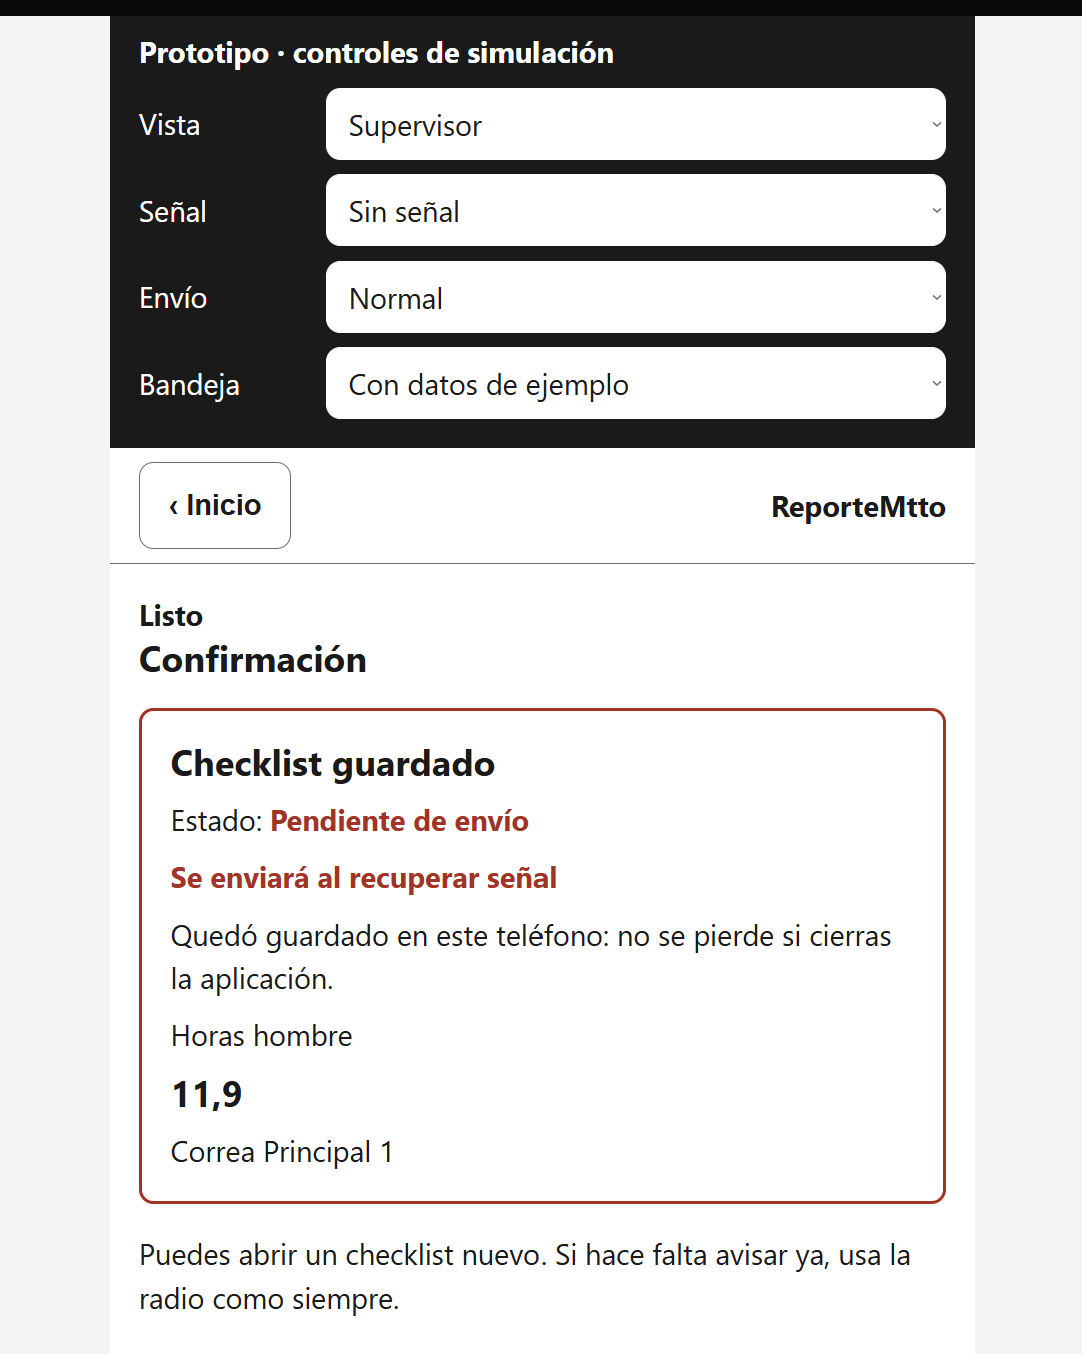 Prototipo · controles de simulación
Vista
Supervisor
Señal
Sin señal
Envío
Normal
Bandeja
Con datos de ejemplo
‹ Inicio
ReporteMtto
Listo
Confirmación
Checklist guardado
Estado: Pendiente de envío
Se enviará al recuperar señal
Quedó guardado en este teléfono: no se pierde si cierras
la aplicación.
Horas hombre
11,9
Correa Principal 1
Puedes abrir un checklist nuevo. Si hace falta avisar ya, usa la
radio como siempre.